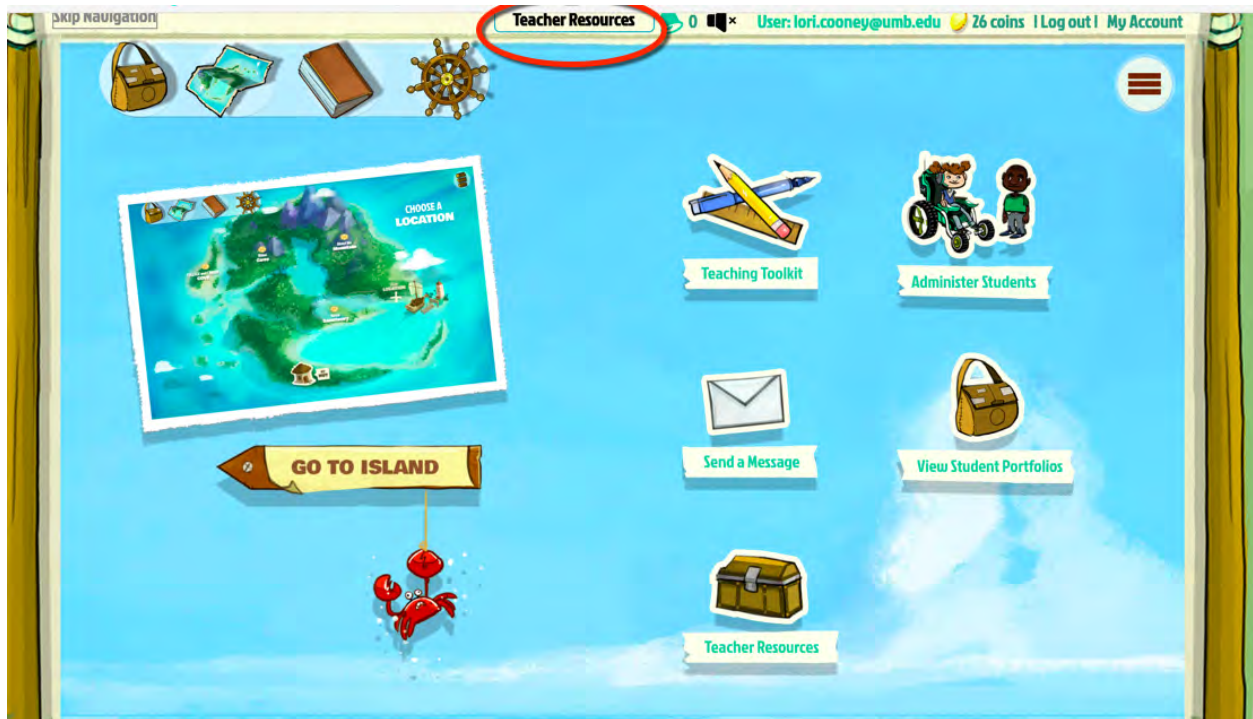 Skip Navigation
Teacher Resources
0
User: lori.cooney@umb.edu
26 coins | Log out | My Account
CHOOSE A
LOCATION
Teaching Toolkit
Administer Students
GO TO ISLAND
Send a Message
View Student Portfolios
Teacher Resources